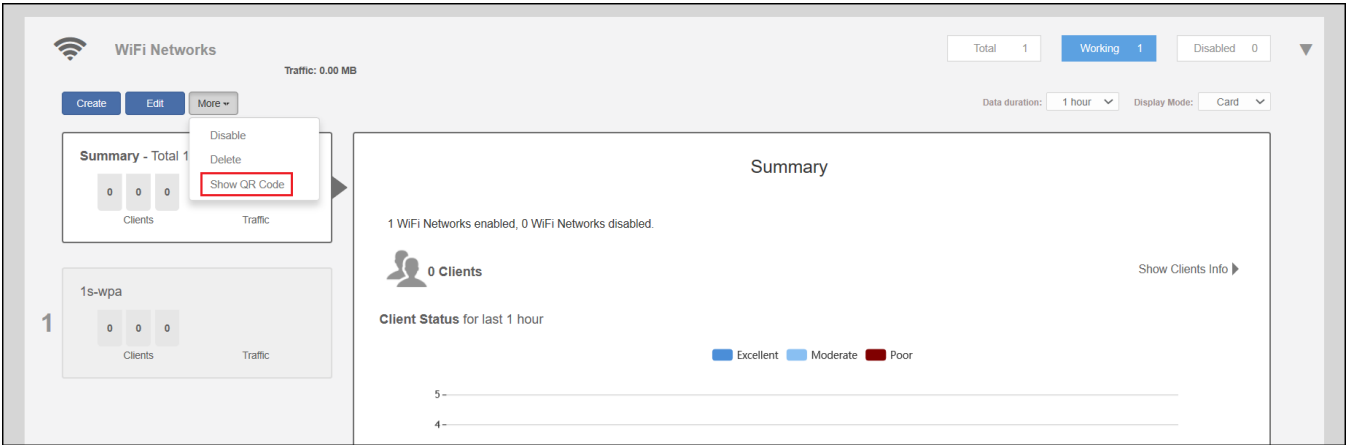 WiFi Networks
Total 1
Working 1
Disabled 0
Traffic: 0.00 MB
Create
Edit
More
Data duration: 1 hour
Display Mode: Card
Disable
Delete
Show QR Code
Summary - Total 1
0 0 0
Clients
Traffic
1
1s-wpa
0 0 0
Clients
Traffic
Summary
1 WiFi Networks enabled, 0 WiFi Networks disabled.
0 Clients
Show Clients Info
Client Status for last 1 hour
Excellent Moderate Poor
5
4